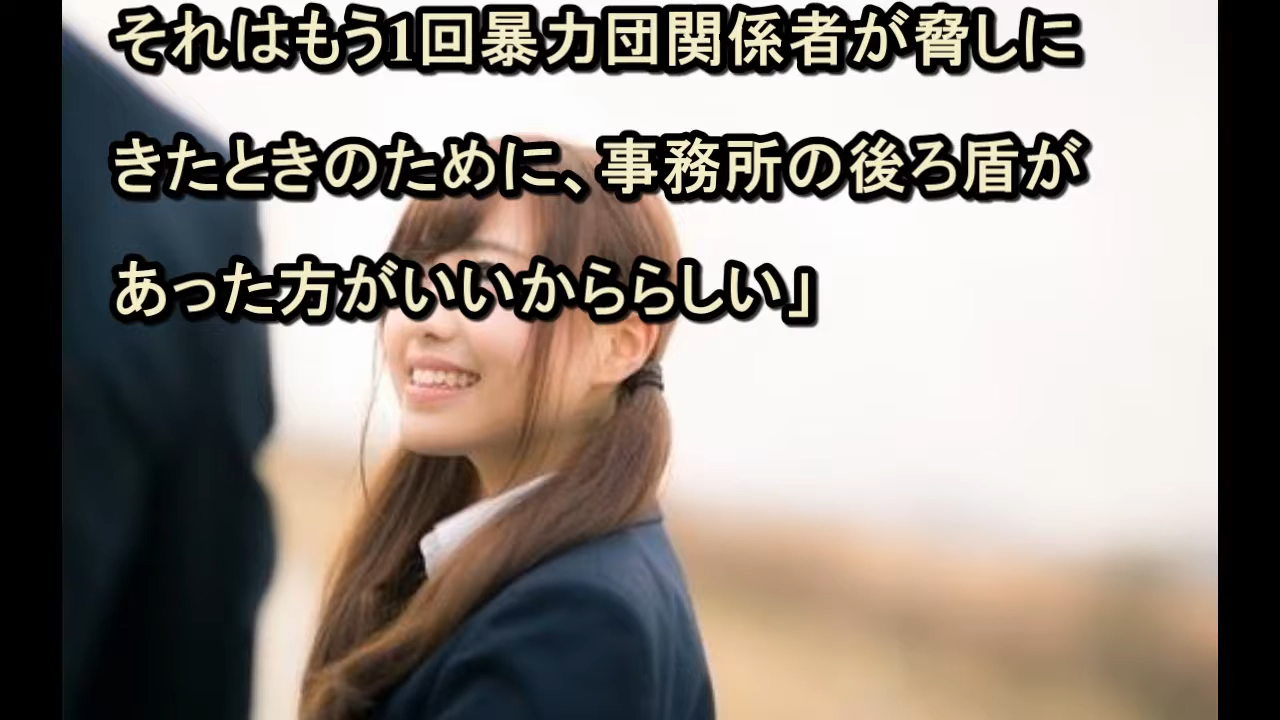 それはもう1回暴力団関係者が脅しに
きたときのために、事務所の後ろ盾が
あった方がいいかららしい」